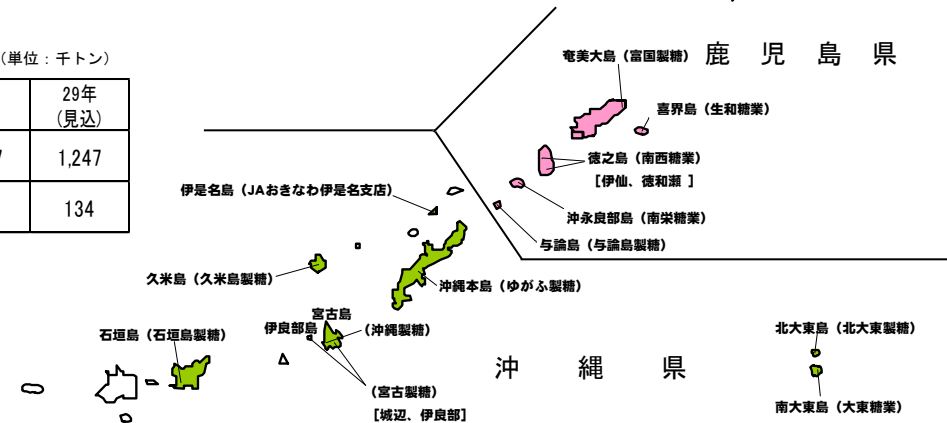 (単位：千トン)
29年
(見込)
7
1,247
134
鹿児島県
奄美大島（富国製糖）
喜界島（生和糖業）
徳之島（南西糖業）
［伊仙、徳和瀬 ］
沖永良部島（南栄糖業）
与論島（与論島製糖）
伊是名島（JAおきなわ伊是名支店）
久米島（久米島製糖）
沖縄本島（ゆがふ製糖）
宮古島
伊良部島
（沖縄製糖）
石垣島（石垣島製糖）
（宮古製糖）
［城辺、伊良部］
沖縄県
北大東島（北大東製糖）
南大東島（大東糖業）